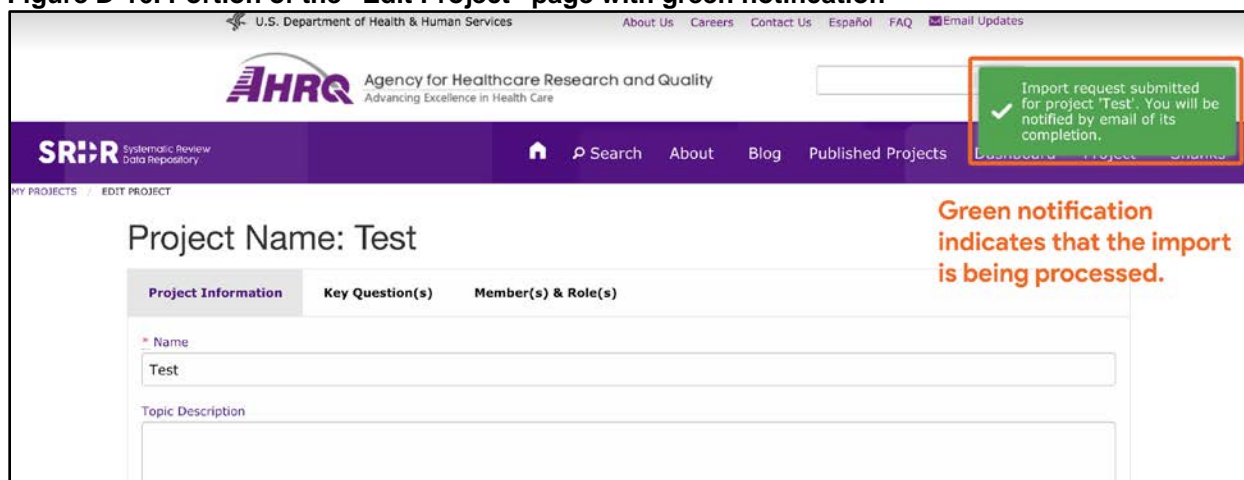 Figure D-16. Portion of the "Edit Project" page with green notification
U.S. Department of Health & Human Services
About Us Careers Contact Us Español FAQ Email Updates
AHRQ
Agency for Healthcare Research and Quality
Advancing Excellence in Health Care
Import request submitted
for project 'Test'. You will be
notified by email of its
completion.
SRDR Systematic Review
Data Repository
Search About Blog Published Projects Dashboard Project
MY PROJECTS / EDIT PROJECT
Green notification
indicates that the import
is being processed.
Project Name: Test
Project Information Key Question(s) Member(s) & Role(s)
* Name
Test
Topic Description